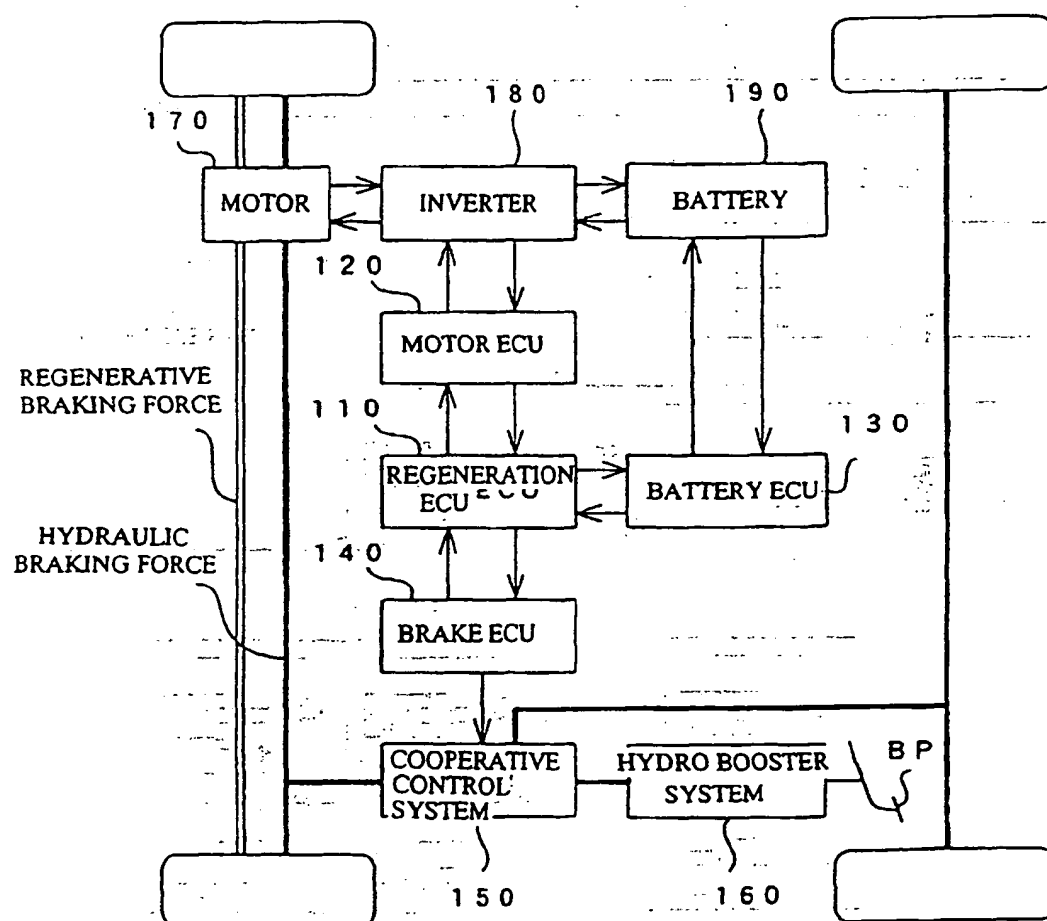 180
190
170
MOTOR
INVERTER
BATTERY
120
MOTOR ECU
REGENERATIVE
BRAKING FORCE
110
130
REGENERATION
ECU ECU
BATTERY ECU
HYDRAULIC
BRAKING FORCE
140
BRAKE ECU
COOPERATIVE
CONTROL
SYSTEM
HYDRO BOOSTER
SYSTEM
BP
150
160